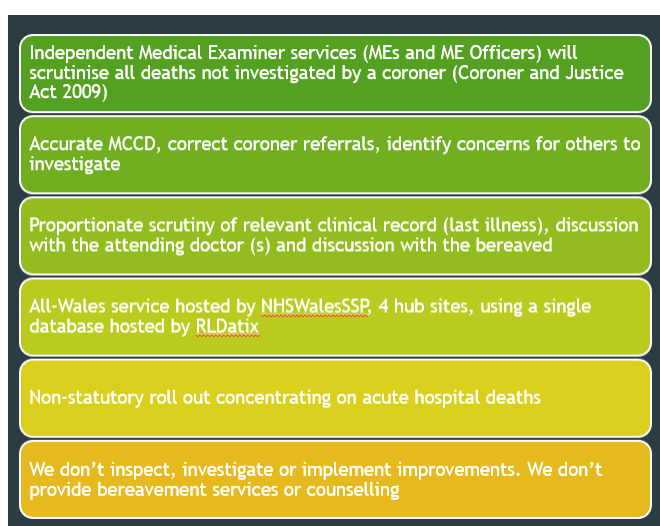 Independent Medical Examiner services (MEs and ME Officers) will
scrutinise all deaths not investigated by a coroner (Coroner and Justice
Act 2009)
Accurate MCCD, correct coroner referrals, identify concerns for others to
investigate
Proportionate scrutiny of relevant clinical record (last illness), discussion
with the attending doctor (s) and discussion with the bereaved
All-Wales service hosted by NHSWalesSSP, 4 hub sites, using a single
database hosted by RLDatix
Non-statutory roll out concentrating on acute hospital deaths
We don’t inspect, investigate or implement improvements. We don’t
provide bereavement services or counselling